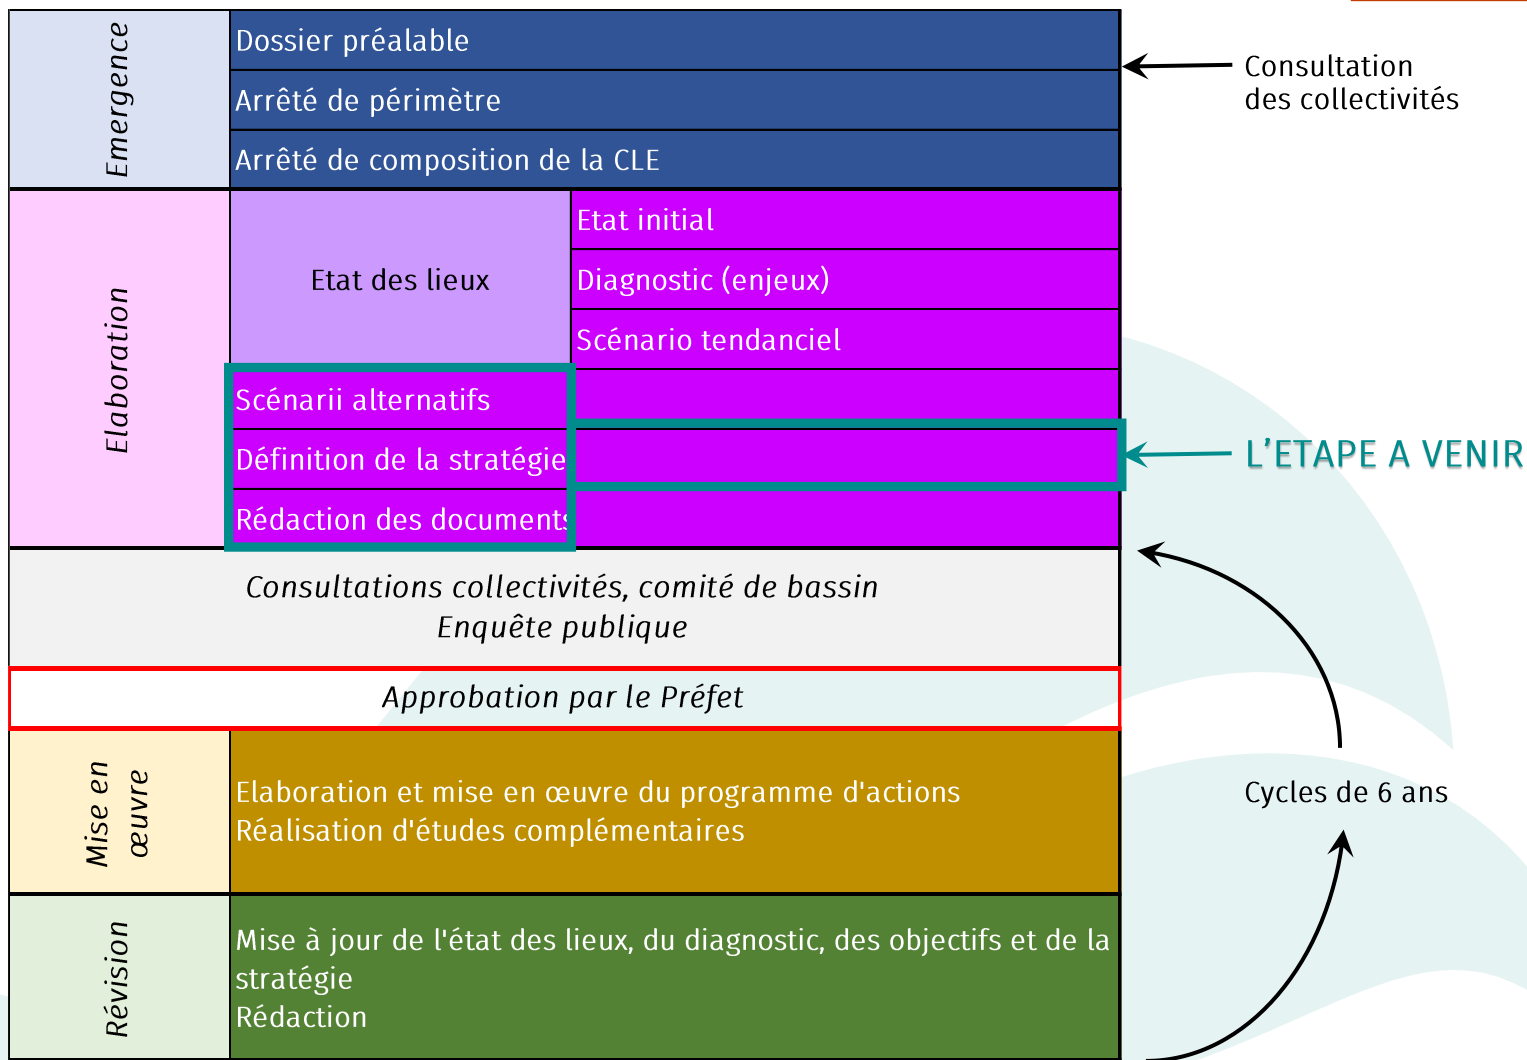 Emergence
Dossier préalable
Arrêté de périmètre
Arrêté de composition de la CLE
Consultation
des collectivités
Elaboration
Etat des lieux
Etat initial
Diagnostic (enjeux)
Scénario tendanciel
Scénarii alternatifs
Définition de la stratégie
Rédaction des documents
L'ETAPE A VENIR
Consultations collectivités, comité de bassin
Enquête publique
Approbation par le Préfet
Mise en
œuvre
Elaboration et mise en œuvre du programme d'actions
Réalisation d'études complémentaires
Cycles de 6 ans
Révision
Mise à jour de l'état des lieux, du diagnostic, des objectifs et de la
stratégie
Rédaction